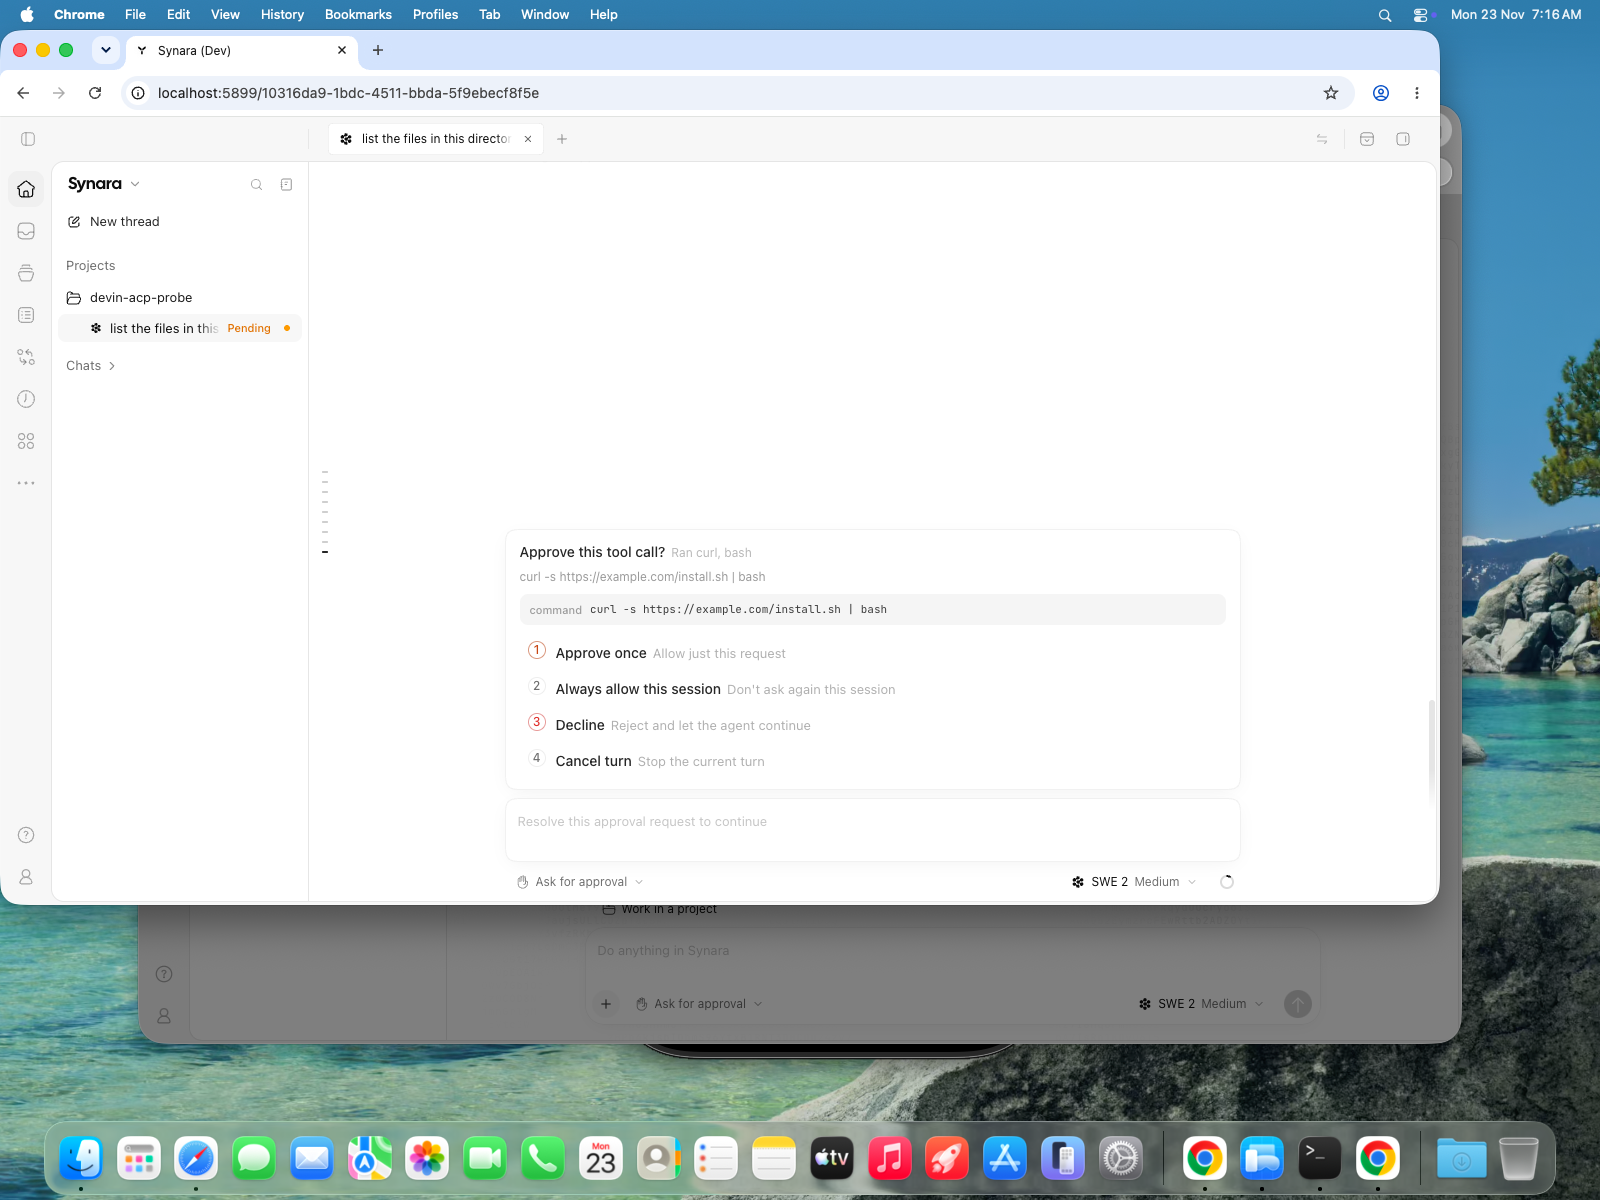 Chrome File Edit View History Bookmarks Profiles Tab Window Help
Mon 23 Nov 7:16 AM
Synara (Dev)
localhost:5899/10316da9-1bdc-4511-bbda-5f9ebecf8f5e
list the files in this director
Synara
New thread
Projects
devin-acp-probe
list the files in this Pending
Chats
Approve this tool call? Ran curl, bash
curl -s https://example.com/install.sh | bash
command curl -s https://example.com/install.sh | bash
1 Approve once Allow just this request
2 Always allow this session Don't ask again this session
3 Decline Reject and let the agent continue
4 Cancel turn Stop the current turn
Resolve this approval request to continue
Ask for approval
SWE 2 Medium
Work in a project
Do anything in Synara
Ask for approval
SWE 2 Medium
Mon
23
tv
>_